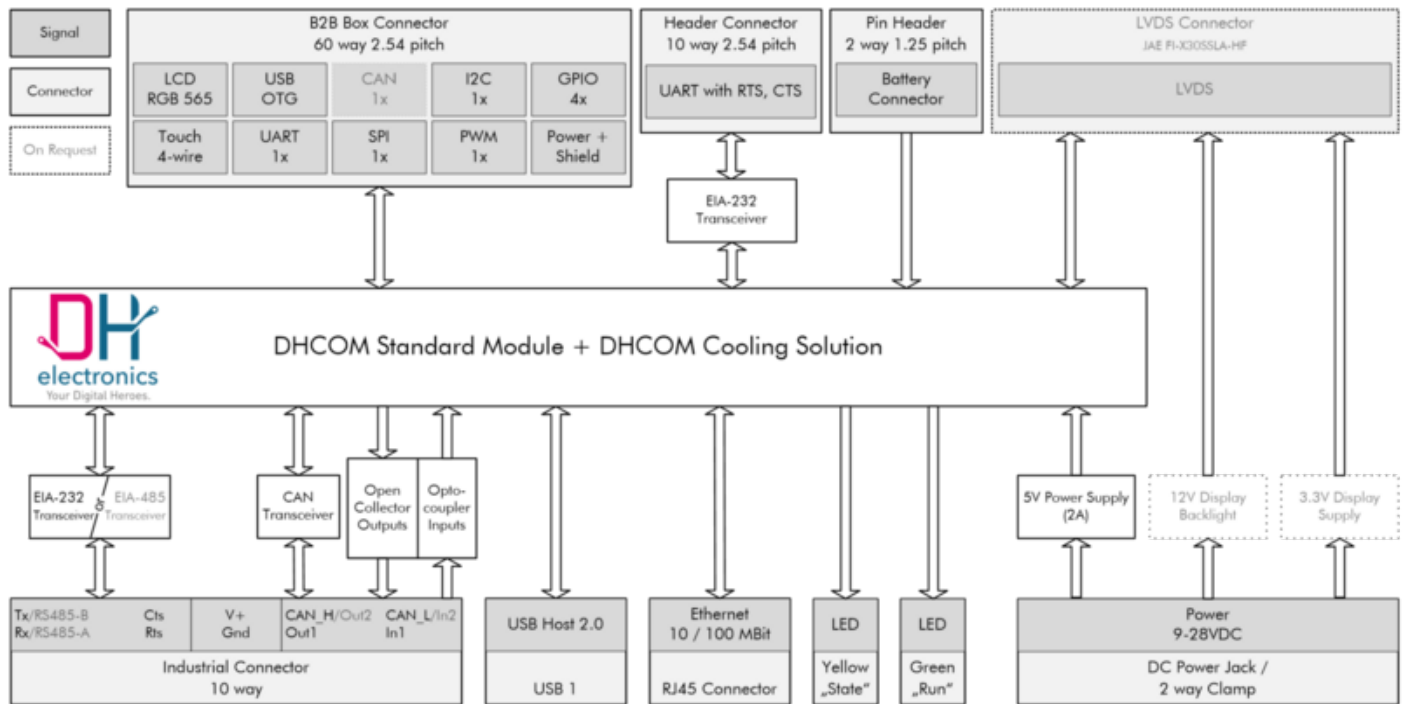 Signal
Connector
On Request
B2B Box Connector
60 way 2.54 pitch
LCD
RGB 565
USB
OTG
CAN
1x
I2C
1x
GPIO
4x
Touch
4-wire
UART
1x
SPI
1x
PWM
1x
Power +
Shield
Header Connector
10 way 2.54 pitch
UART with RTS, CTS
Pin Header
2 way 1.25 pitch
Battery
Connector
LVDS Connector
JAE FI-X30SSLA-HF
LVDS
EIA-232
Transceiver
DH
electronics
Your Digital Heroes.
DHCOM Standard Module + DHCOM Cooling Solution
EIA-232
Transceiver
or
EIA-485
Transceiver
CAN
Transceiver
Open
Collector
Outputs
Opto-
coupler
Inputs
5V Power Supply
(2A)
12V Display
Backlight
3.3V Display
Supply
Tx/RS485-B
Rx/RS485-A
Cts
Rts
V+
Gnd
CAN_H/Out2
Out1
CAN_L/In2
In1
Industrial Connector
10 way
USB Host 2.0
USB 1
Ethernet
10 / 100 MBit
RJ45 Connector
LED
Yellow
„State“
LED
Green
„Run“
Power
9-28VDC
DC Power Jack /
2 way Clamp